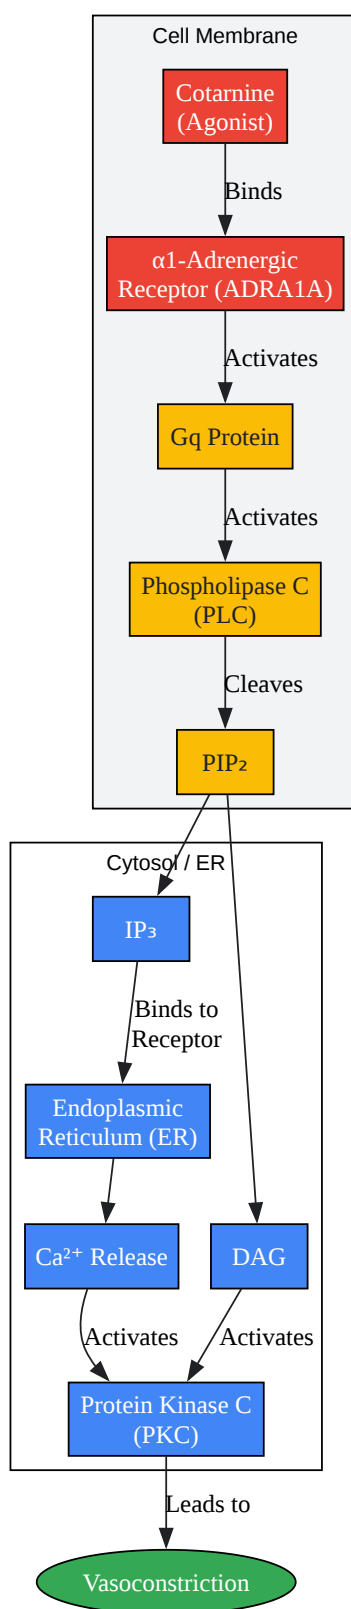 Cell Membrane
Cotarnine
(Agonist)
Binds
α1-Adrenergic
Receptor (ADRA1A)
Activates
Gq Protein
Activates
Phospholipase C
(PLC)
Cleaves
PIP₂
Cytosol / ER
IP₃
Binds to
Receptor
Endoplasmic
Reticulum (ER)
Ca²⁺ Release
DAG
Activates
Activates
Protein Kinase C
(PKC)
Leads to
Vasoconstriction